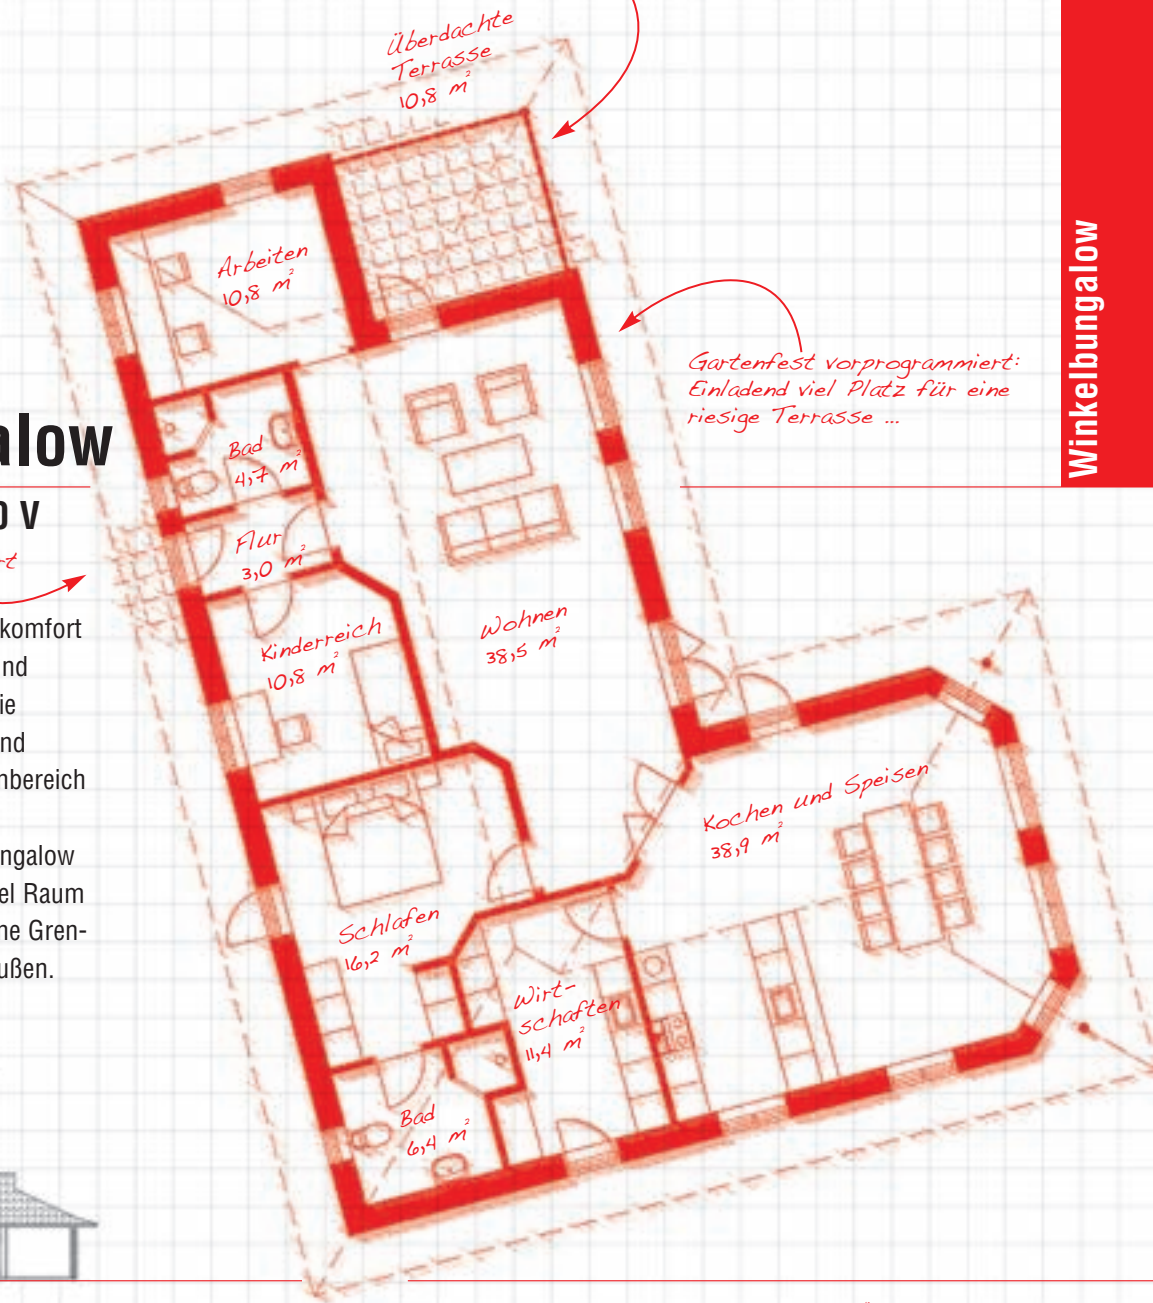 Überdachte
Terrasse
10,8 m²
Winkelbungalow
Arbeiten
10,8 m²
Gartenfest vorprogrammiert:
Einladend viel Platz für eine
riesige Terrasse ...
alow
Bad
4,7 m²
V
Flur
3,0 m²
rt
komfort
nd
ie
nd
nbereich
ngalow
el Raum
ne Gren-
ußen.
Kinderreich
10,8 m²
Wohnen
38,5 m²
Kochen und Speisen
38,9 m²
Schlafen
16,2 m²
Wirt-
schaften
11,4 m²
Bad
6,4 m²